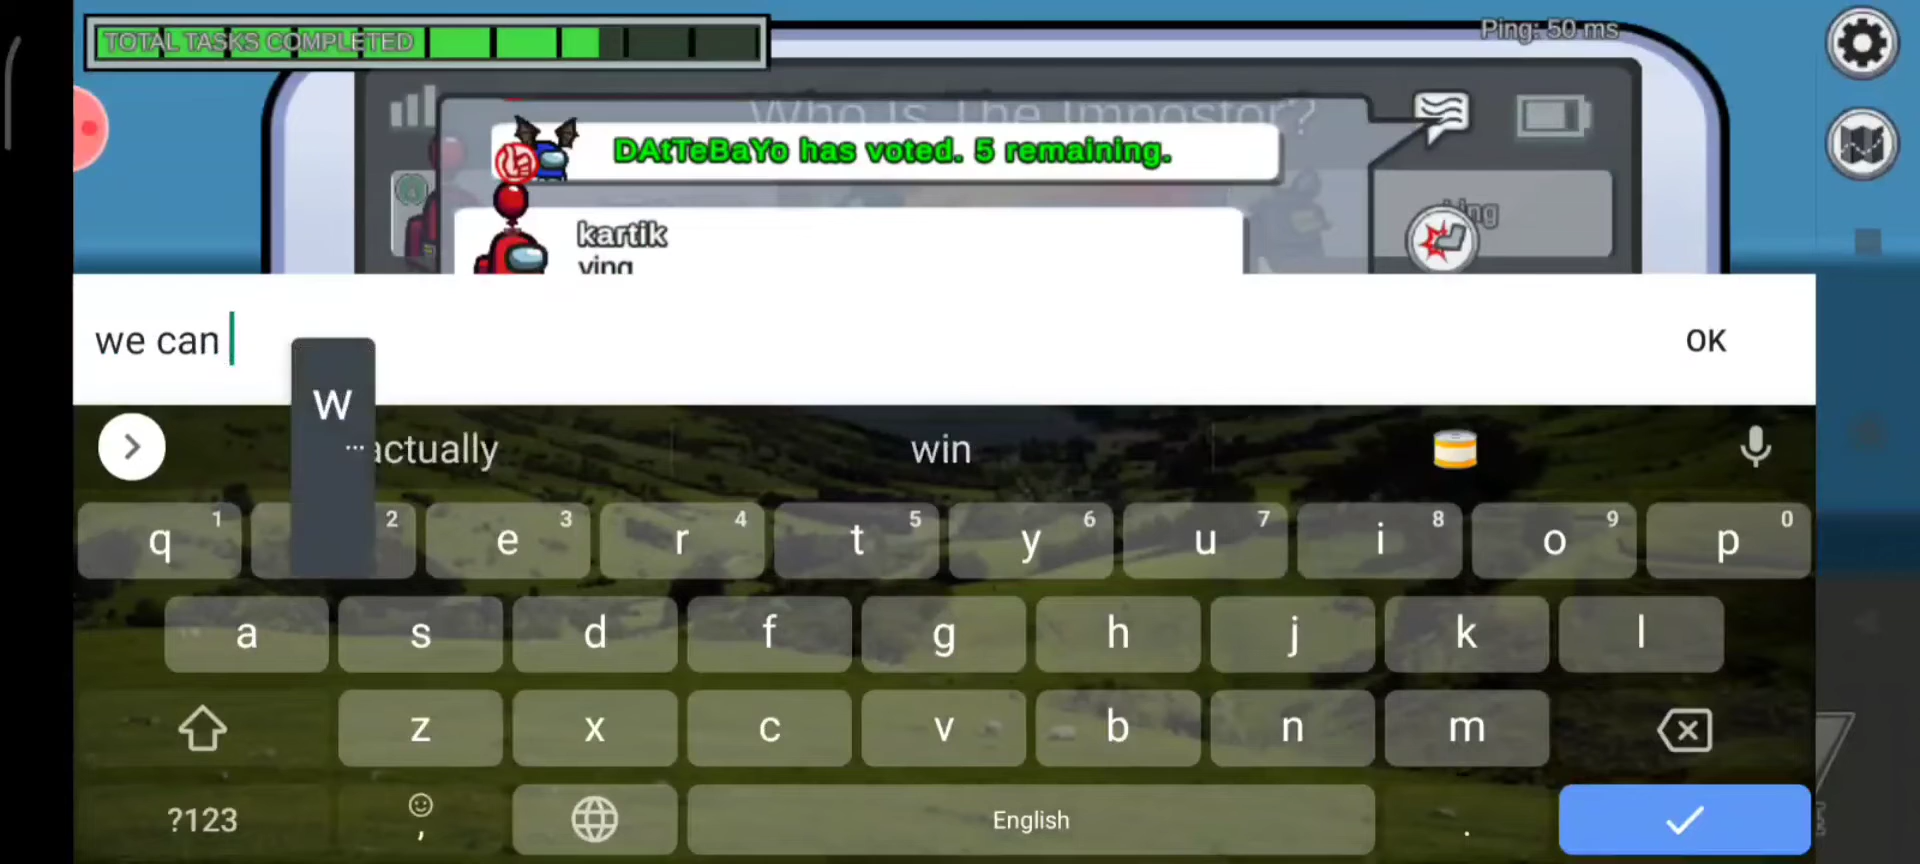 TOTAL TASKS COMPLETED
Ping: 50 ms
Who Is The Impostor?
DAtTeBaYo has voted. 5 remaining.
kartik
ying
we can
OK
w
actually
win
q 1 2 e 3 r 4 t 5 y 6 u 7 i 8 o 9 p 0
a s d f g h j k l
z x c v b n m
?123 , English .